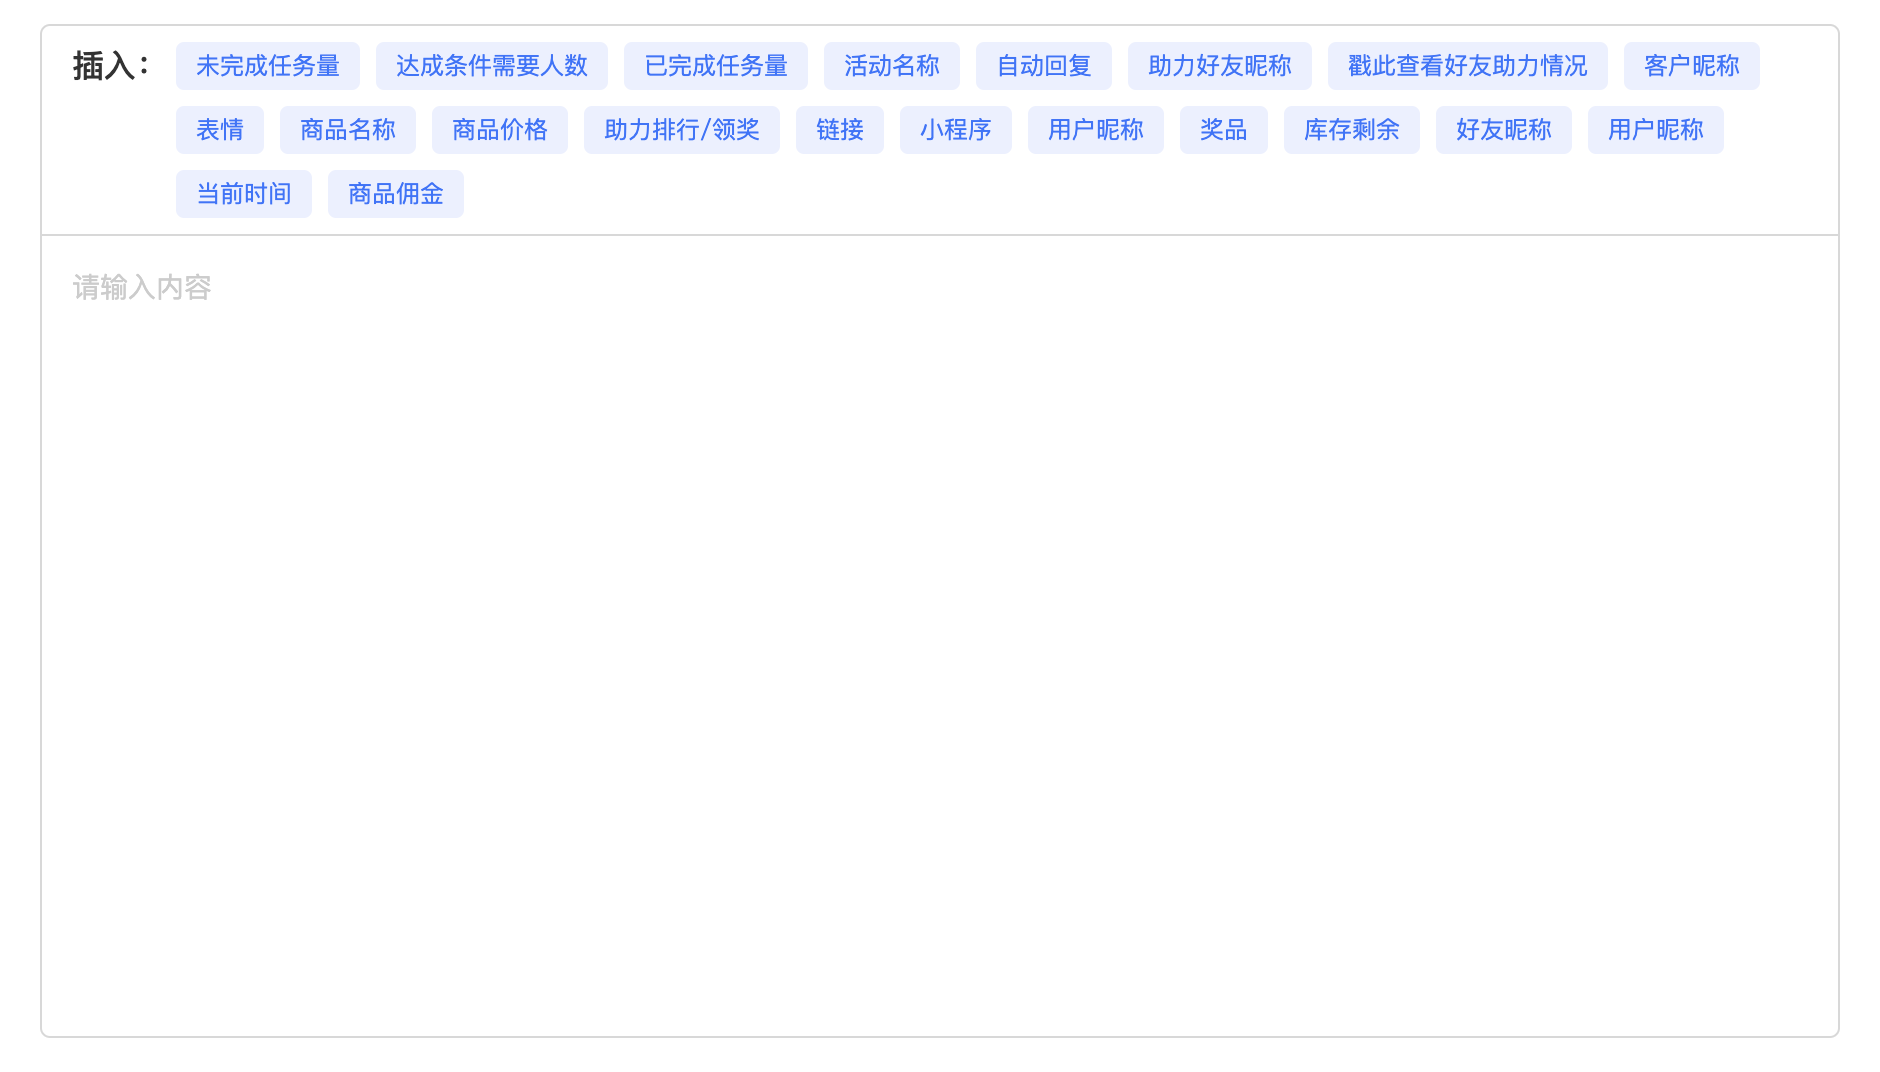 插入： 未完成任务量 达成条件需要人数 已完成任务量 活动名称 自动回复 助力好友昵称 戳此查看好友助力情况 客户昵称
表情 商品名称 商品价格 助力排行/领奖 链接 小程序 用户昵称 奖品 库存剩余 好友昵称 用户昵称
当前时间 商品佣金
请输入内容